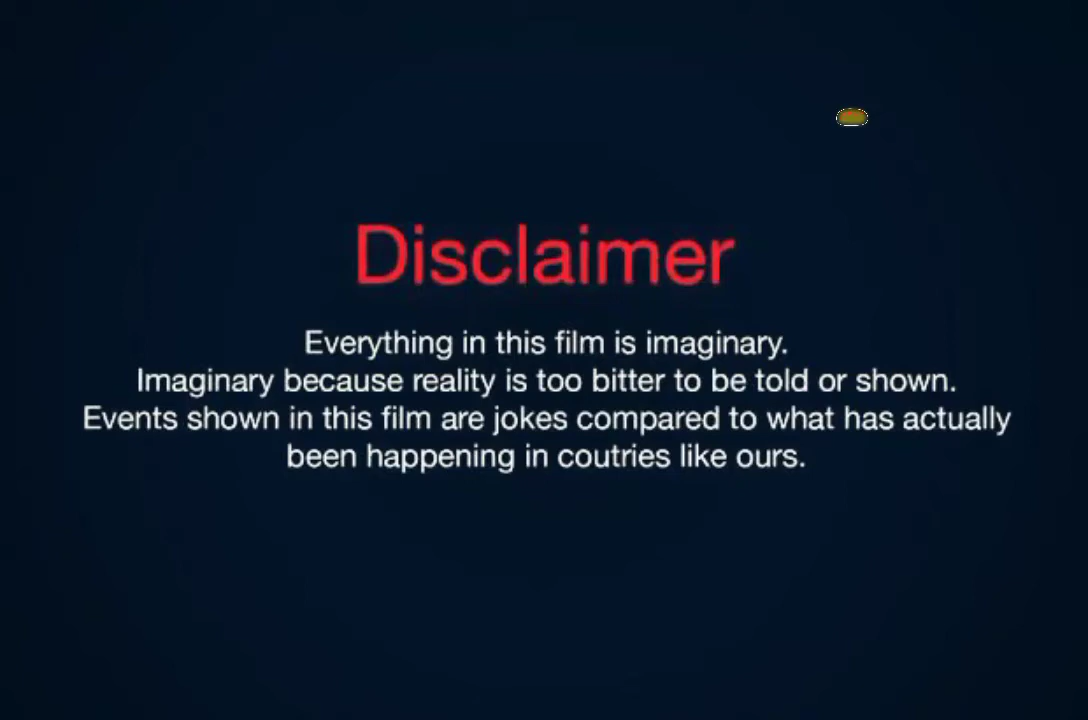 Disclaimer
Everything in this film is imaginary.
Imaginary because reality is too bitter to be told or shown.
Events shown in this film are jokes compared to what has actually
been happening in coutries like ours.